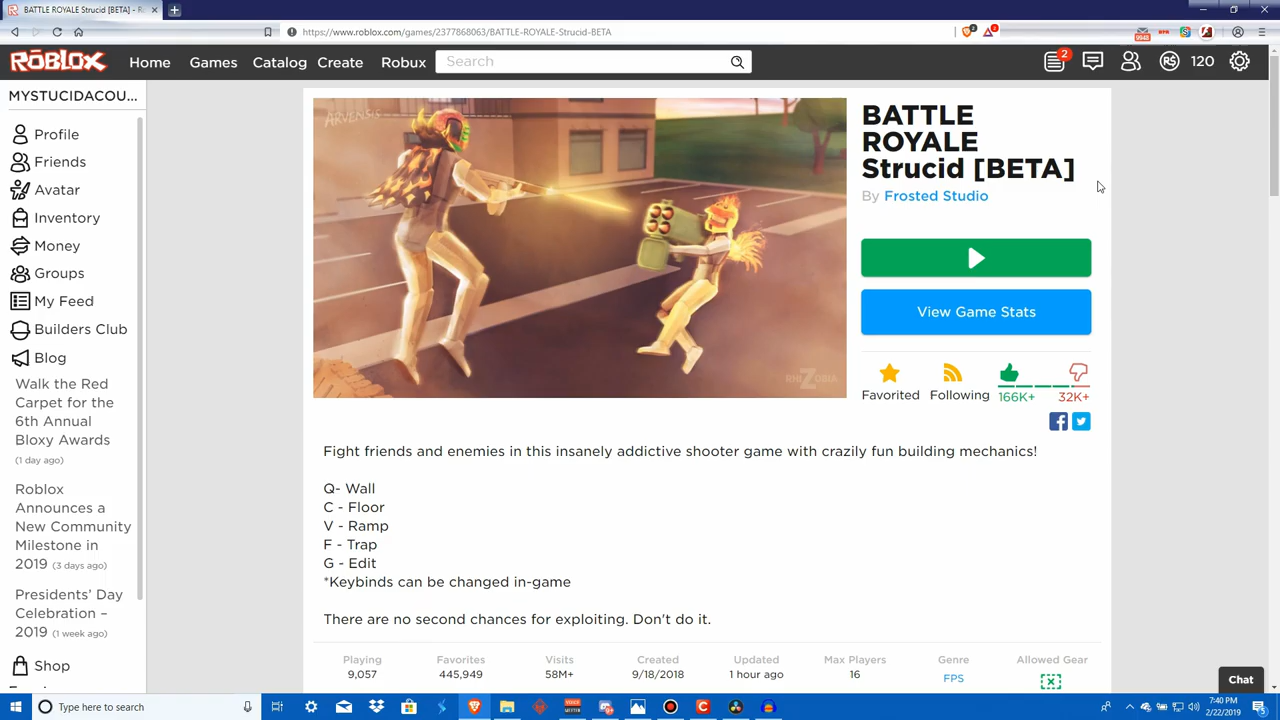 BATTLE ROYALE Strucid [BETA] - R
https://www.roblox.com/games/2377868063/BATTLE-ROYALE-Strucid-BETA
9948
ROBLOX
Home
Games
Catalog
Create
Robux
Search
2
R$
120
MYSTUCIDACOU...
Profile
Friends
Avatar
Inventory
Money
Groups
My Feed
Builders Club
Blog
Walk the Red
Carpet for the
6th Annual
Bloxy Awards
(1 day ago)
Roblox
Announces a
New Community
Milestone in
2019 (3 days ago)
Presidents' Day
Celebration –
2019 (1 week ago)
Shop
ARVENSIS
RHIZOBIA
BATTLE
ROYALE
Strucid [BETA]
By Frosted Studio
View Game Stats
Favorited
Following
166K+
32K+
Fight friends and enemies in this insanely addictive shooter game with crazily fun building mechanics!
Q- Wall
C - Floor
V - Ramp
F - Trap
G - Edit
*Keybinds can be changed in-game
There are no second chances for exploiting. Don't do it.
Playing
9,057
Favorites
445,949
Visits
58M+
Created
9/18/2018
Updated
1 hour ago
Max Players
16
Genre
FPS
Allowed Gear
Chat
Type here to search
7:40 PM
2/22/2019
5